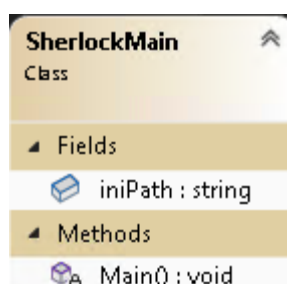 SherlockMain
Class
Fields
iniPath : string
Methods
Main() : void